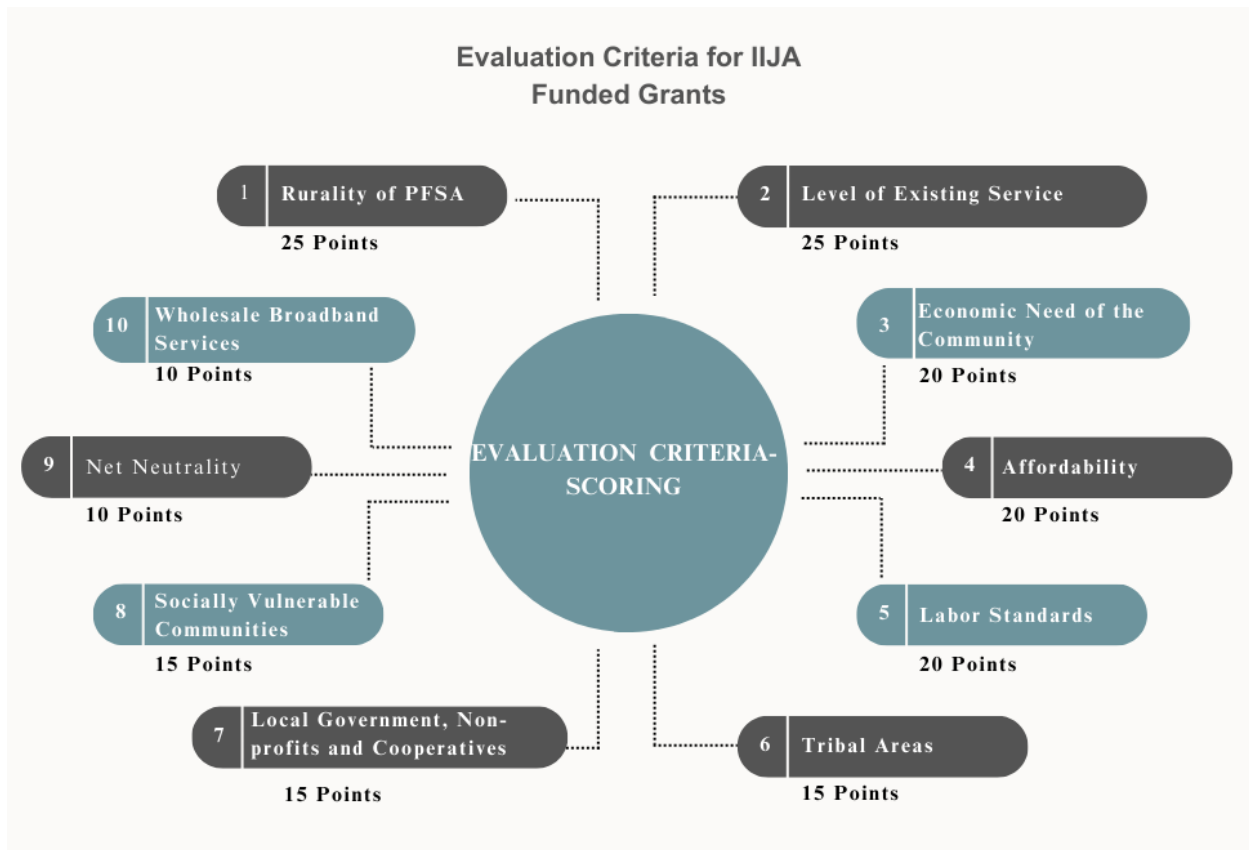 Evaluation Criteria for IIJA
Funded Grants
1
Rurality of PFSA
25 Points
2
Level of Existing Service
25 Points
10
Wholesale Broadband
Services
10 Points
3
Economic Need of the
Community
20 Points
EVALUATION CRITERIA-
SCORING
9
Net Neutrality
10 Points
4
Affordability
20 Points
8
Socially Vulnerable
Communities
15 Points
5
Labor Standards
20 Points
7
Local Government, Non-
profits and Cooperatives
15 Points
6
Tribal Areas
15 Points